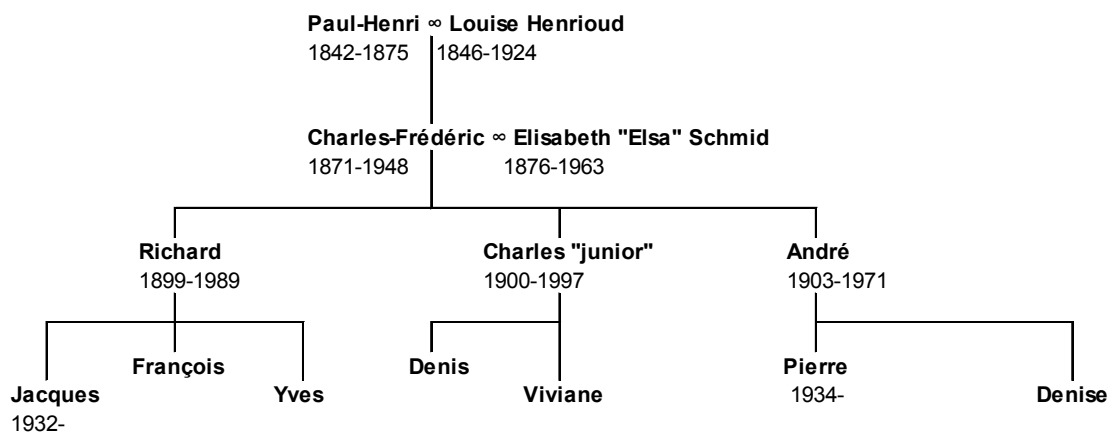 Paul-Henri ∞ Louise Henrioud
1842-1875 1846-1924
Charles-Frédéric ∞ Elisabeth "Elsa" Schmid
1871-1948 1876-1963
Richard Charles "junior" André
1899-1989 1900-1997 1903-1971
François Denis Pierre
Jacques Yves Viviane 1934- Denise
1932-